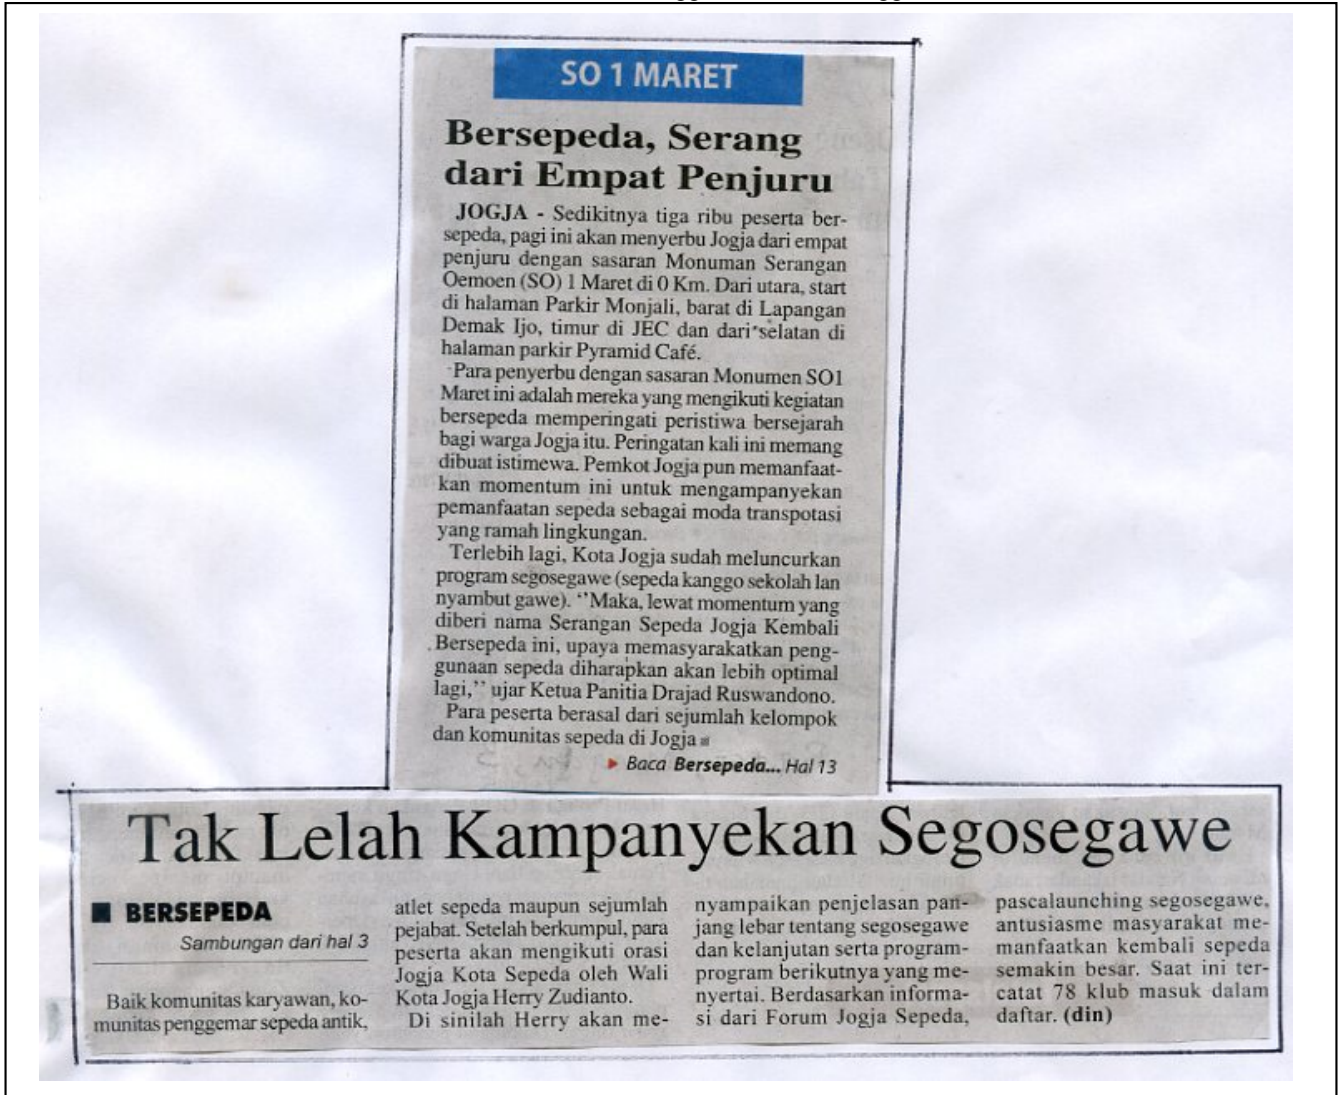 SO 1 MARET
Bersepeda, Serang
dari Empat Penjuru
JOGJA - Sedikitnya tiga ribu peserta ber-
sepeda, pagi ini akan menyerbu Jogja dari empat
penjuru dengan sasaran Monuman Serangan
Oemoen (SO) 1 Maret di 0 Km. Dari utara, start
di halaman Parkir Monjali, barat di Lapangan
Demak Ijo, timur di JEC dan dari selatan di
halaman parkir Pyramid Café.
Para penyerbu dengan sasaran Monumen SO1
Maret ini adalah mereka yang mengikuti kegiatan
bersepeda memperingati peristiwa bersejarah
bagi warga Jogja itu. Peringatan kali ini memang
dibuat istimewa. Pemkot Jogja pun memanfaat-
kan momentum ini untuk mengampanyekan
pemanfaatan sepeda sebagai moda transpotasi
yang ramah lingkungan.
Terlebih lagi, Kota Jogja sudah meluncurkan
program segosegawe (sepeda kanggo sekolah lan
nyambut gawe). ‘’Maka, lewat momentum yang
diberi nama Serangan Sepeda Jogja Kembali
Bersepeda ini, upaya memasyarakatkan peng-
gunaan sepeda diharapkan akan lebih optimal
lagi,’’ ujar Ketua Panitia Drajad Ruswandono.
Para peserta berasal dari sejumlah kelompok
dan komunitas sepeda di Jogja
Baca Bersepeda... Hal 13
Tak Lelah Kampanyekan Segosegawe
BERSEPEDA
Sambungan dari hal 3
Baik komunitas karyawan, ko-
munitas penggemar sepeda antik,
atlet sepeda maupun sejumlah
pejabat. Setelah berkumpul, para
peserta akan mengikuti orasi
Jogja Kota Sepeda oleh Wali
Kota Jogja Herry Zudianto.
Di sinilah Herry akan me-
nyampaikan penjelasan pan-
jang lebar tentang segosegawe
dan kelanjutan serta program-
program berikutnya yang me-
nyertai. Berdasarkan informa-
si dari Forum Jogja Sepeda,
pascalaunching segosegawe,
antusiasme masyarakat me-
manfaatkan kembali sepeda
semakin besar. Saat ini ter-
catat 78 klub masuk dalam
daftar. (din)